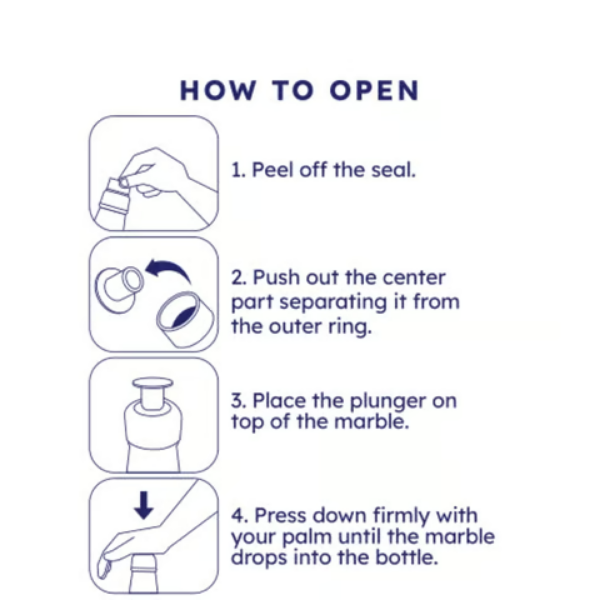 HOW TO OPEN
1. Peel off the seal.
2. Push out the center
part separating it from
the outer ring.
3. Place the plunger on
top of the marble.
4. Press down firmly with
your palm until the marble
drops into the bottle.